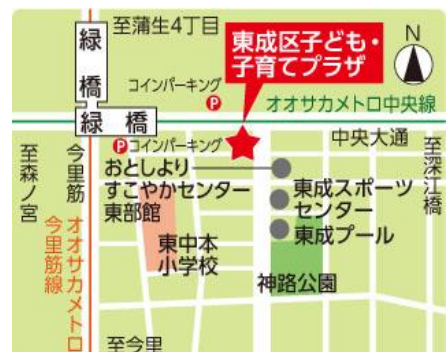 至蒲生4丁目
緑橋
東成区子ども・
子育てプラザ
N
コインパーキング
P
オオサカメトロ中央線
緑橋
P
コインパーキング
中央大通
至森ノ宮
今里筋
オオサカメトロ
今里筋線
おとしより
すこやかセンター
東部館
東成スポーツ
センター
東成プール
至深江橋
東中本
小学校
神路公園
至今里